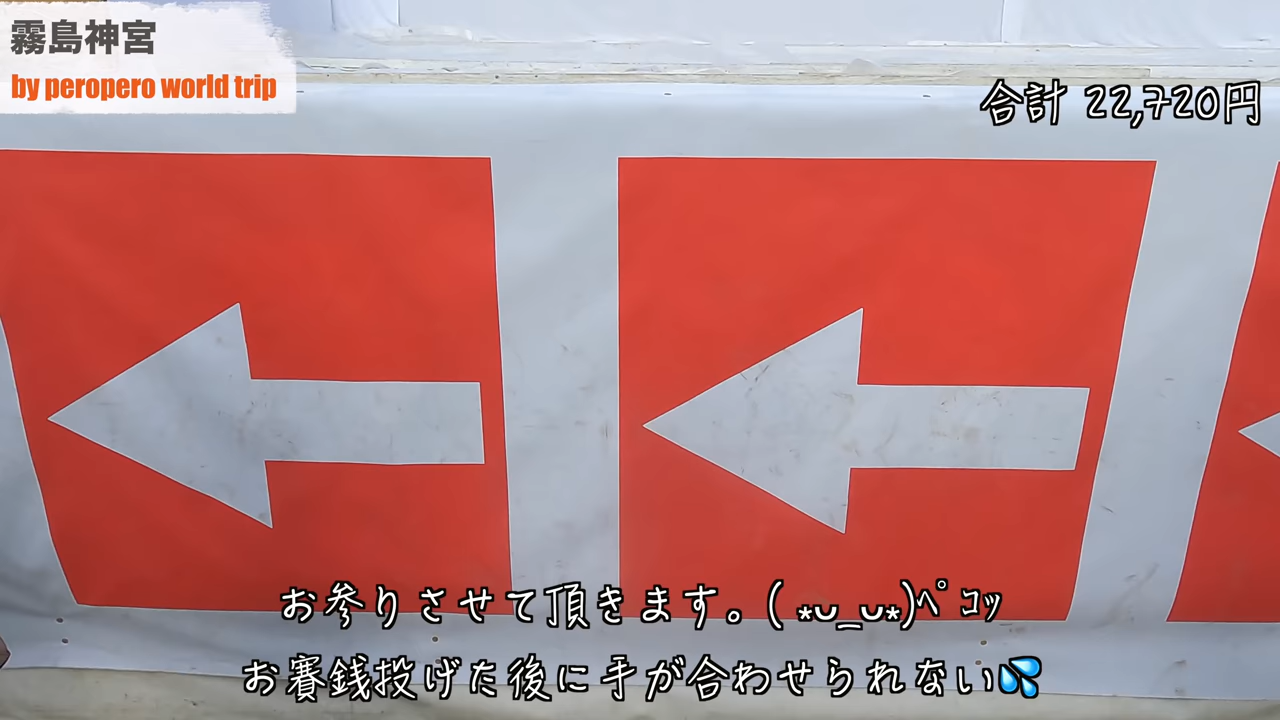 霧島神宮
by peropero world trip
合計 22,720円
お参りさせて頂きます。( *ᴗ_ᴗ*)ﾍﾟｺｯ
お賽銭投げた後に手が合わせられない💦